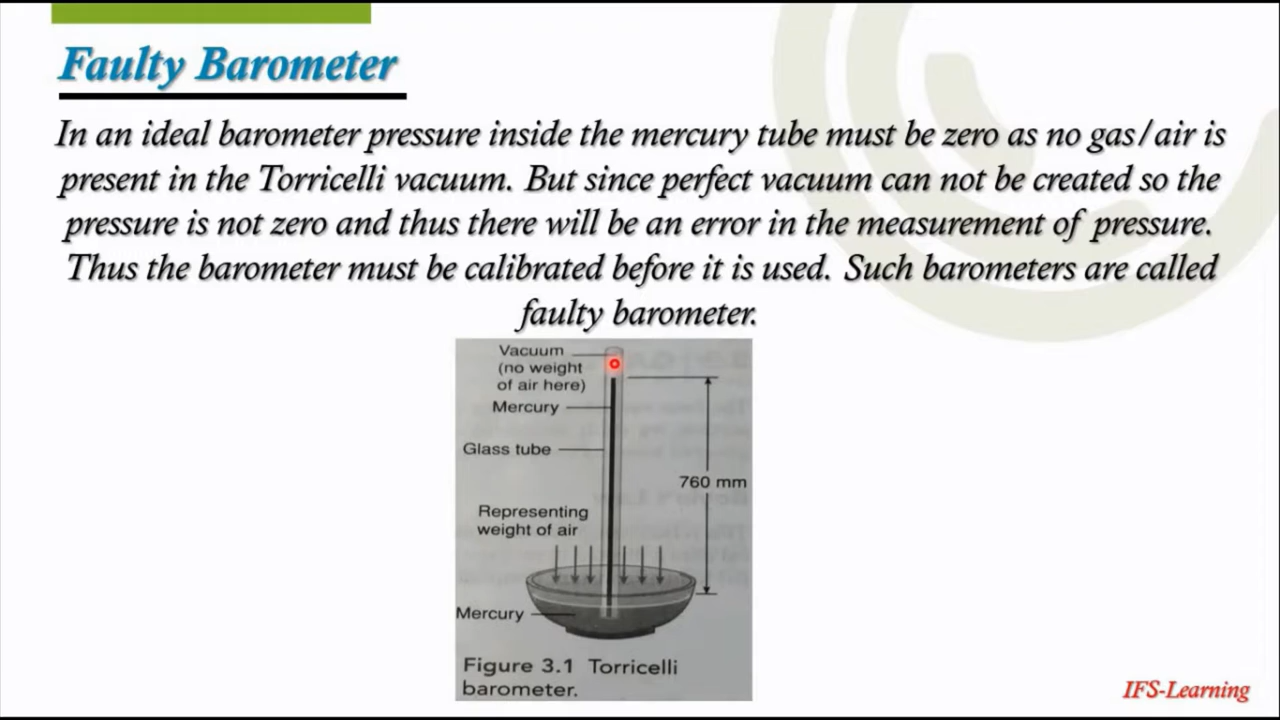 Faulty Barometer
In an ideal barometer pressure inside the mercury tube must be zero as no gas/air is
present in the Torricelli vacuum. But since perfect vacuum can not be created so the
pressure is not zero and thus there will be an error in the measurement of pressure.
Thus the barometer must be calibrated before it is used. Such barometers are called
faulty barometer.
Vacuum
(no weight
of air here)
Mercury
Glass tube
760 mm
Representing
weight of air
Mercury
Figure 3.1 Torricelli
barometer.
IFS-Learning